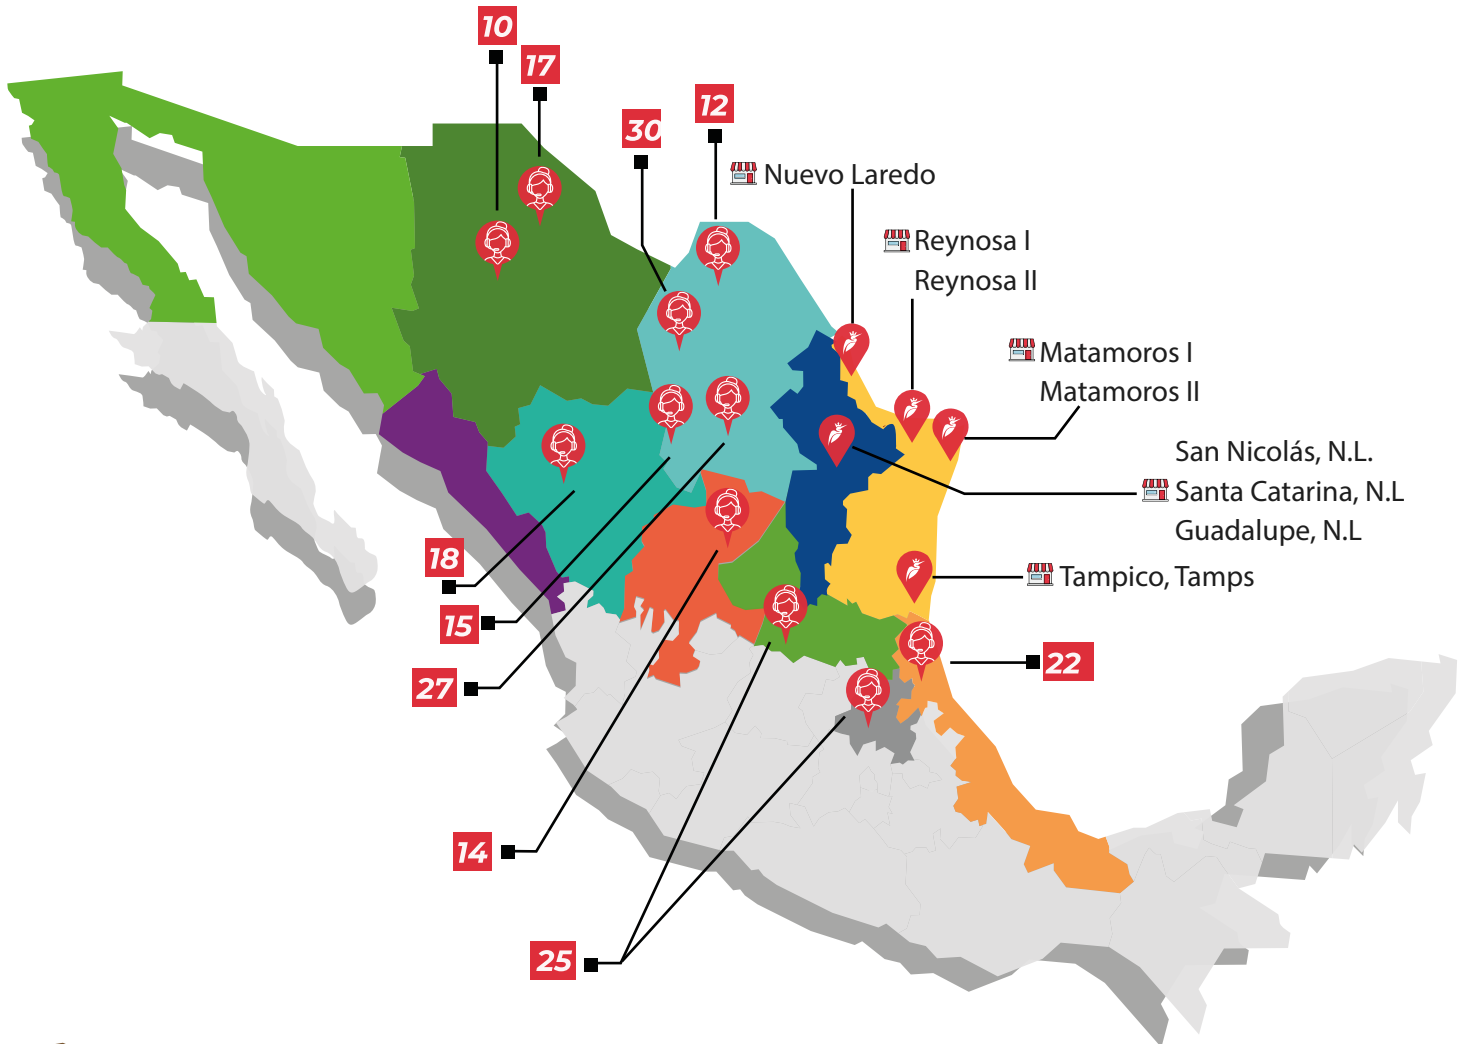 10
17
12
30
Nuevo Laredo
Reynosa I
Reynosa II
Matamoros I
Matamoros II
San Nicolás, N.L.
Santa Catarina, N.L
Guadalupe, N.L
18
Tampico, Tamps
15
22
27
14
25